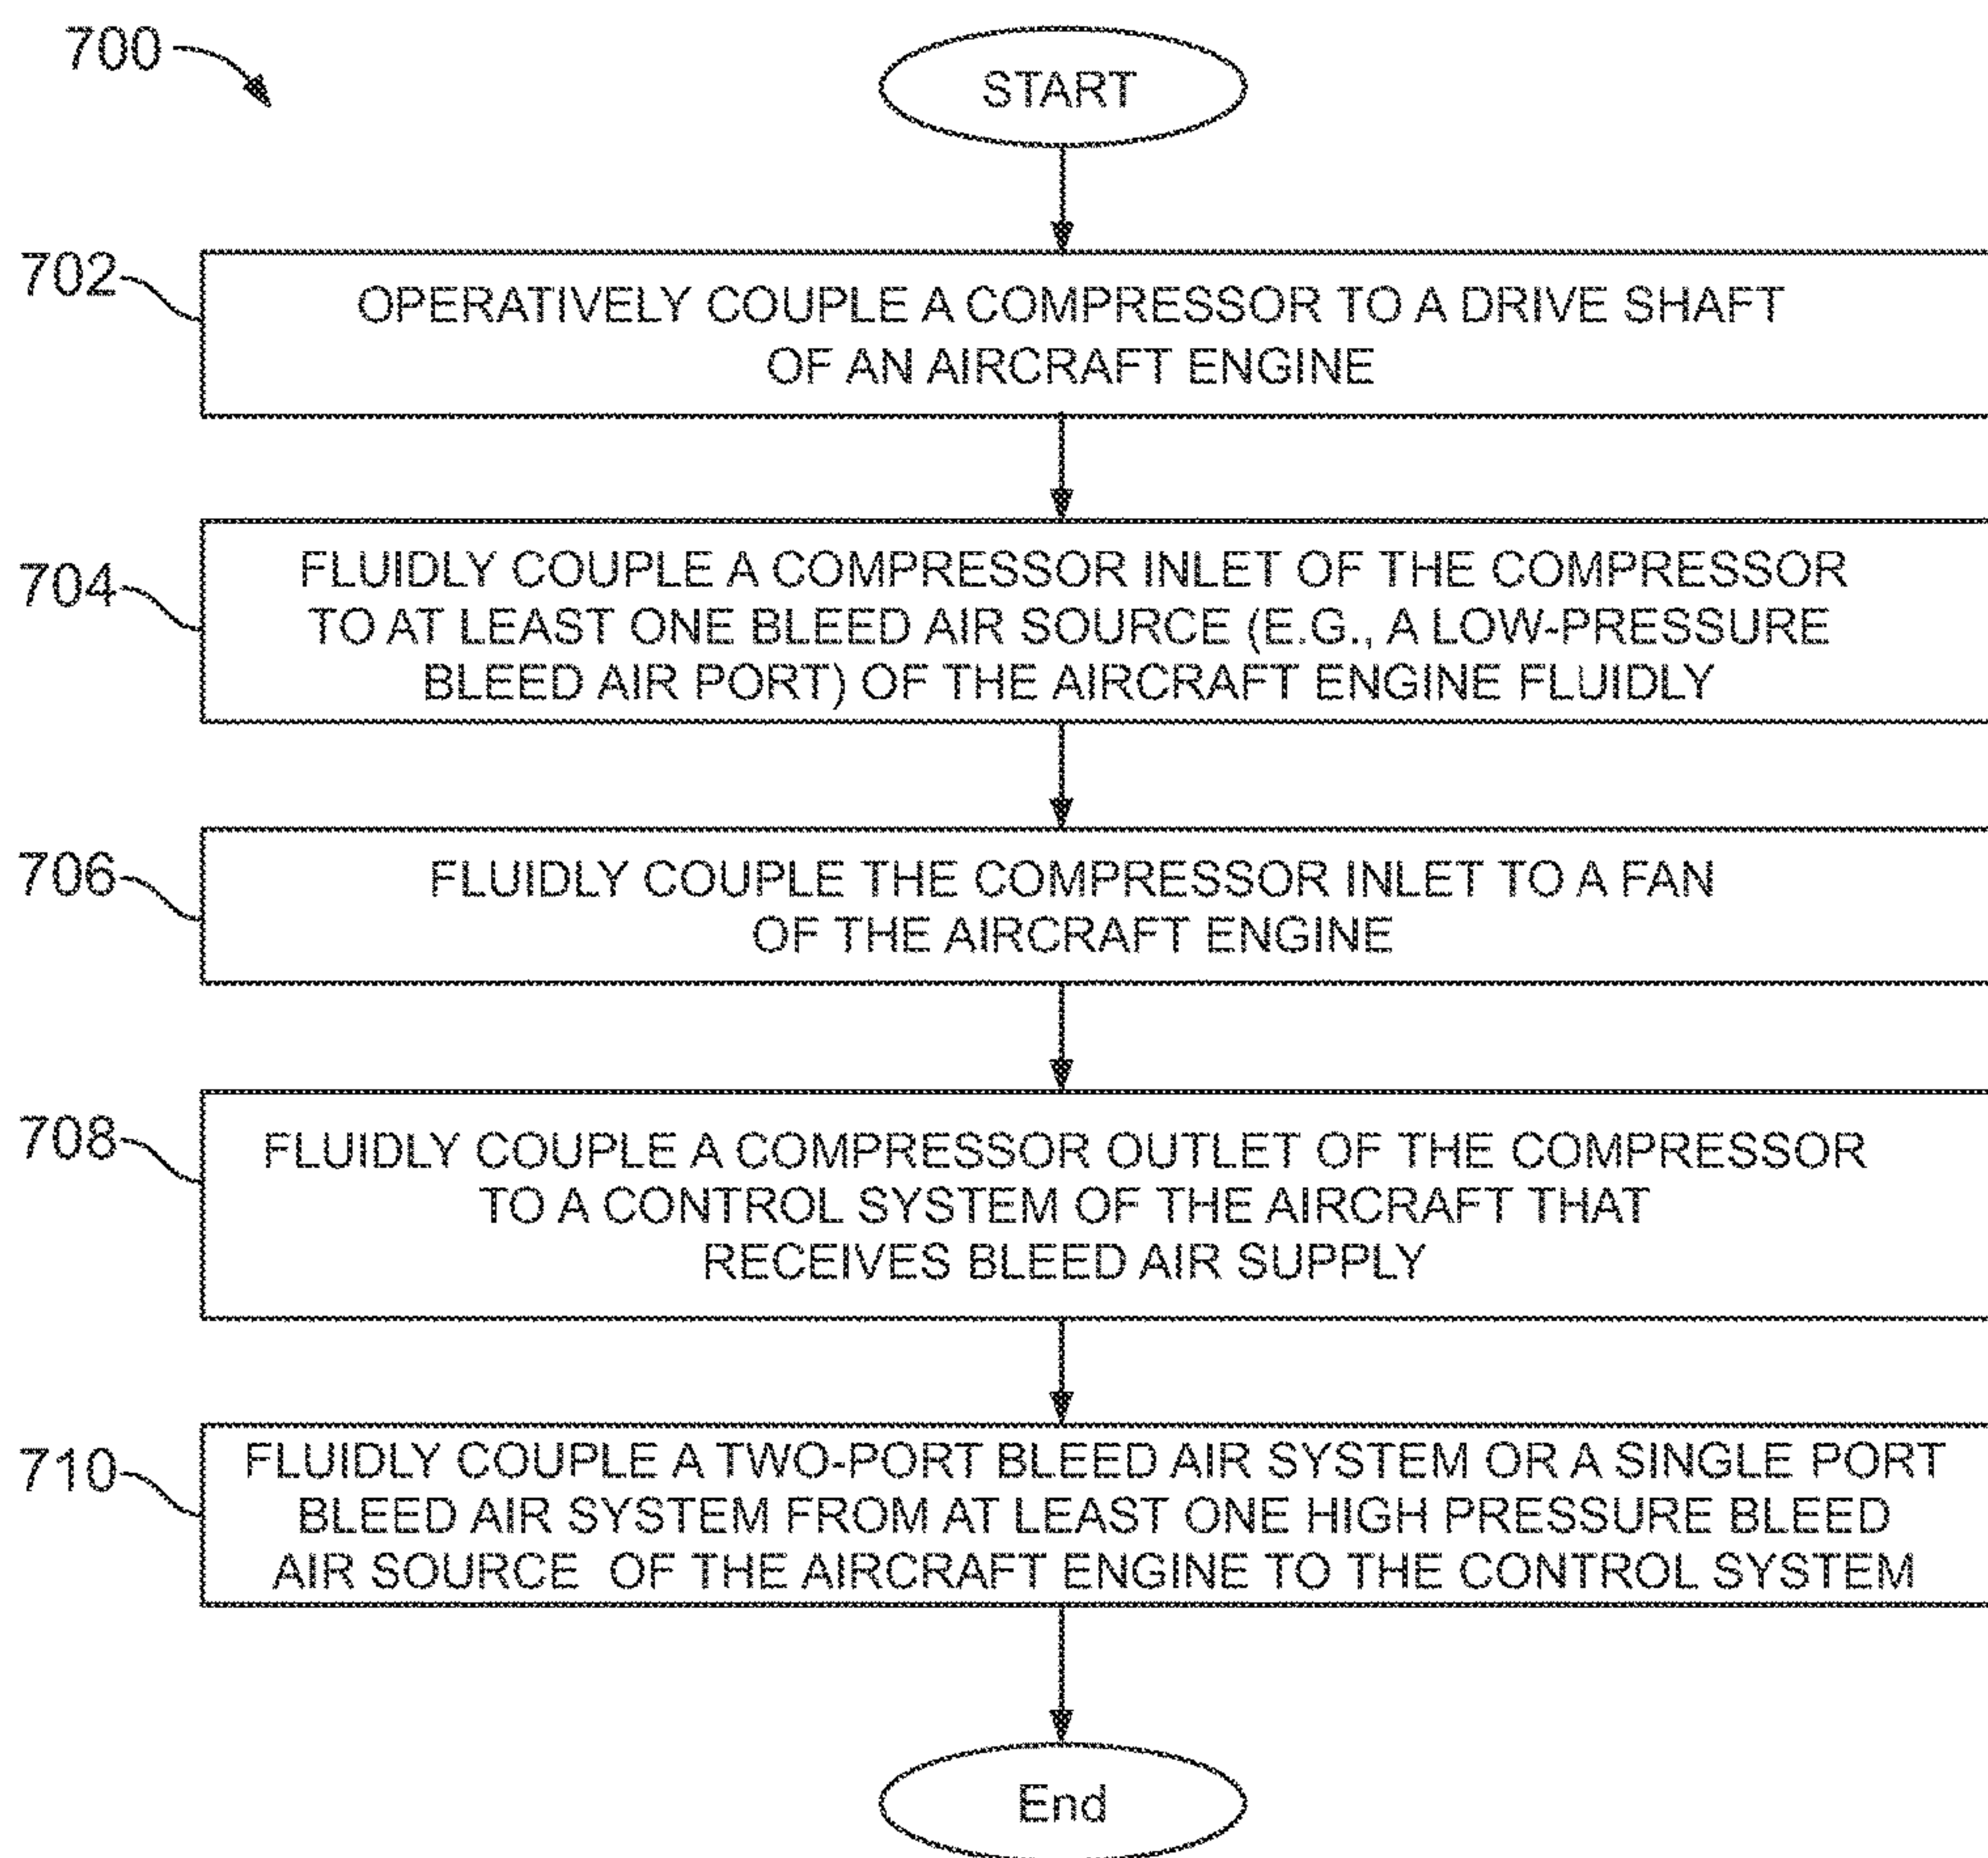 700
START
702
OPERATIVELY COUPLE A COMPRESSOR TO A DRIVE SHAFT
OF AN AIRCRAFT ENGINE
704
FLUIDLY COUPLE A COMPRESSOR INLET OF THE COMPRESSOR
TO AT LEAST ONE BLEED AIR SOURCE (E.G., A LOW-PRESSURE
BLEED AIR PORT) OF THE AIRCRAFT ENGINE FLUIDLY
706
FLUIDLY COUPLE THE COMPRESSOR INLET TO A FAN
OF THE AIRCRAFT ENGINE
708
FLUIDLY COUPLE A COMPRESSOR OUTLET OF THE COMPRESSOR
TO A CONTROL SYSTEM OF THE AIRCRAFT THAT
RECEIVES BLEED AIR SUPPLY
710
FLUIDLY COUPLE A TWO-PORT BLEED AIR SYSTEM OR A SINGLE PORT
BLEED AIR SYSTEM FROM AT LEAST ONE HIGH PRESSURE BLEED
AIR SOURCE OF THE AIRCRAFT ENGINE TO THE CONTROL SYSTEM
End